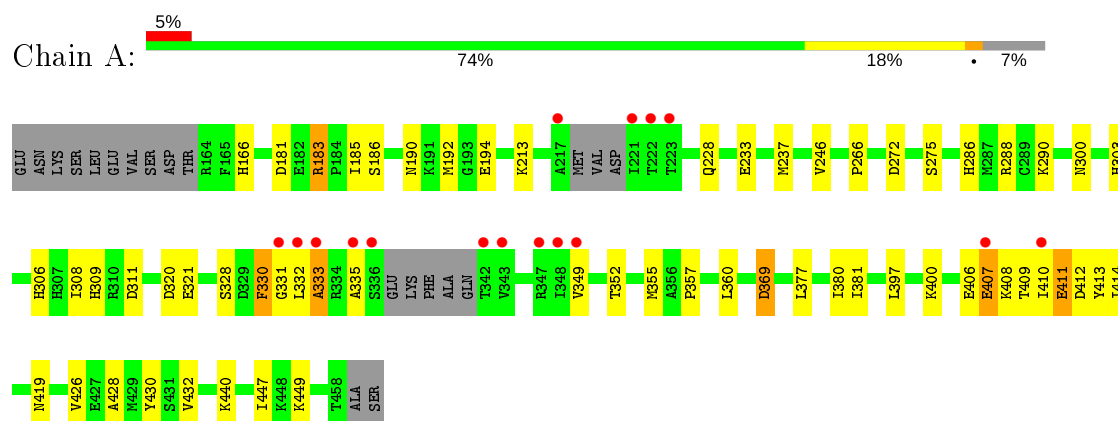 5%
Chain A:
74% 18% • 7%
GLU ASN LYS SER LEU GLU VAL SER ASP THR R164 F165 H166 D181 E182 R183 P184 I185 S186 N190 K191 M192 G193 E194 K213 A217 MET VAL ASP I221 T222 T223 Q228 E233 M237 V246 P266 D272 S275 H286 M287 R288 C289 K290 N300 H303
H306 H307 I308 H309 R310 D311 D320 E321 S328 D329 F330 G331 L332 A333 R334 A335 S336 GLU LYS PHE ALA GLN T342 V343 R347 I348 V349 T352 M355 A356 P357 L360 D369 L377 I380 I381 L397 K400 E406 E407 K408 T409 I410 E411 D412 Y413 I414
N419 V426 E427 A428 M429 Y430 S431 V432 K440 I447 K448 K449 T458 ALA SER